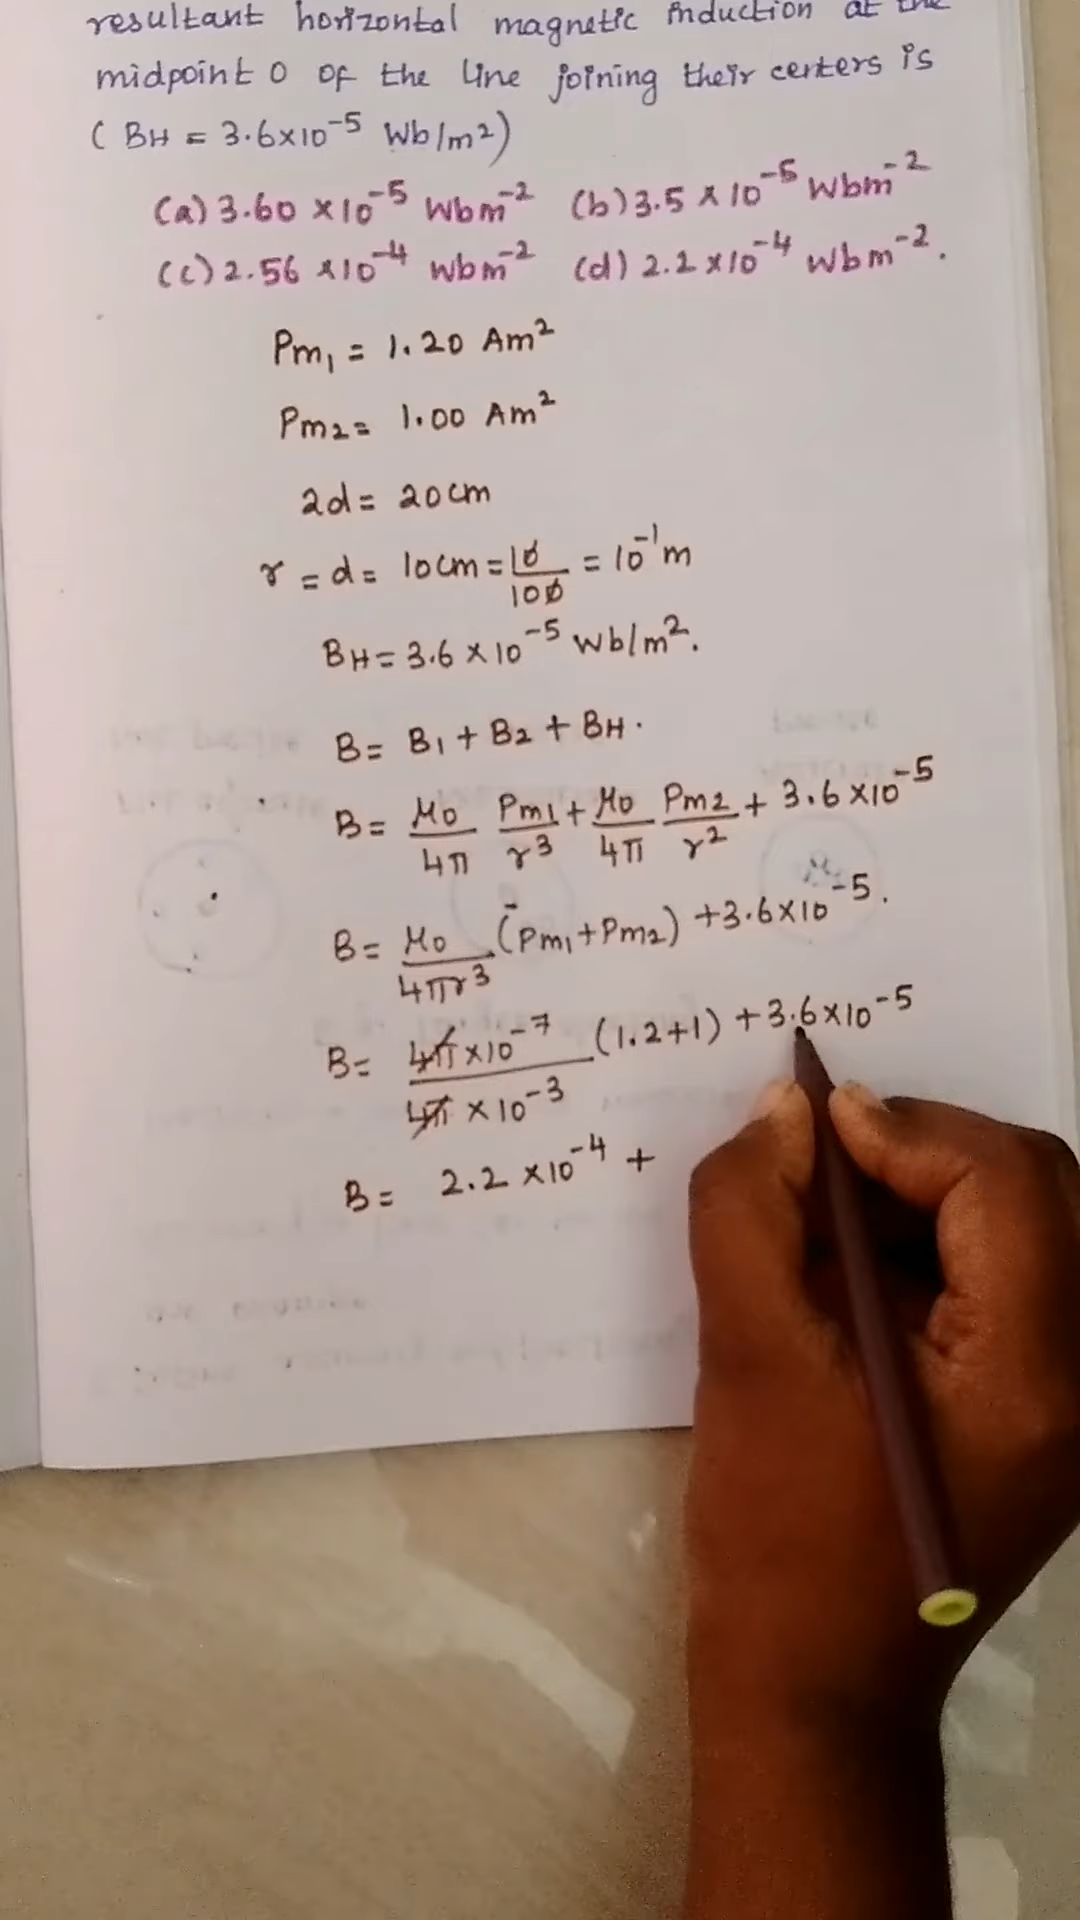 resultant horizontal magnetic induction at the
midpoint O of the line joining their centers is
(BH = 3.6×10⁻⁵ Wb/m²)
(a) 3.60 ×10⁻⁵ Wbm⁻² (b) 3.5 × 10⁻⁵ Wbm⁻²
(c) 2.56 ×10⁻⁴ Wbm⁻² (d) 2.2 ×10⁻⁴ Wbm⁻².
Pm₁ = 1.20 Am²
Pm₂ = 1.00 Am²
2d = 20cm
r = d = 10cm = 10/100 = 10⁻¹m
BH = 3.6 × 10⁻⁵ Wb/m².
B = B₁ + B₂ + BH.
B = μ₀/4π Pm₁/r³ + μ₀/4π Pm₂/r² + 3.6 ×10⁻⁵
B = μ₀/4πr³ (Pm₁+Pm₂) +3.6×10⁻⁵.
B = 4π×10⁻⁷/4π × 10⁻³ (1.2+1) +3.6×10⁻⁵
B = 2.2 ×10⁻⁴ +